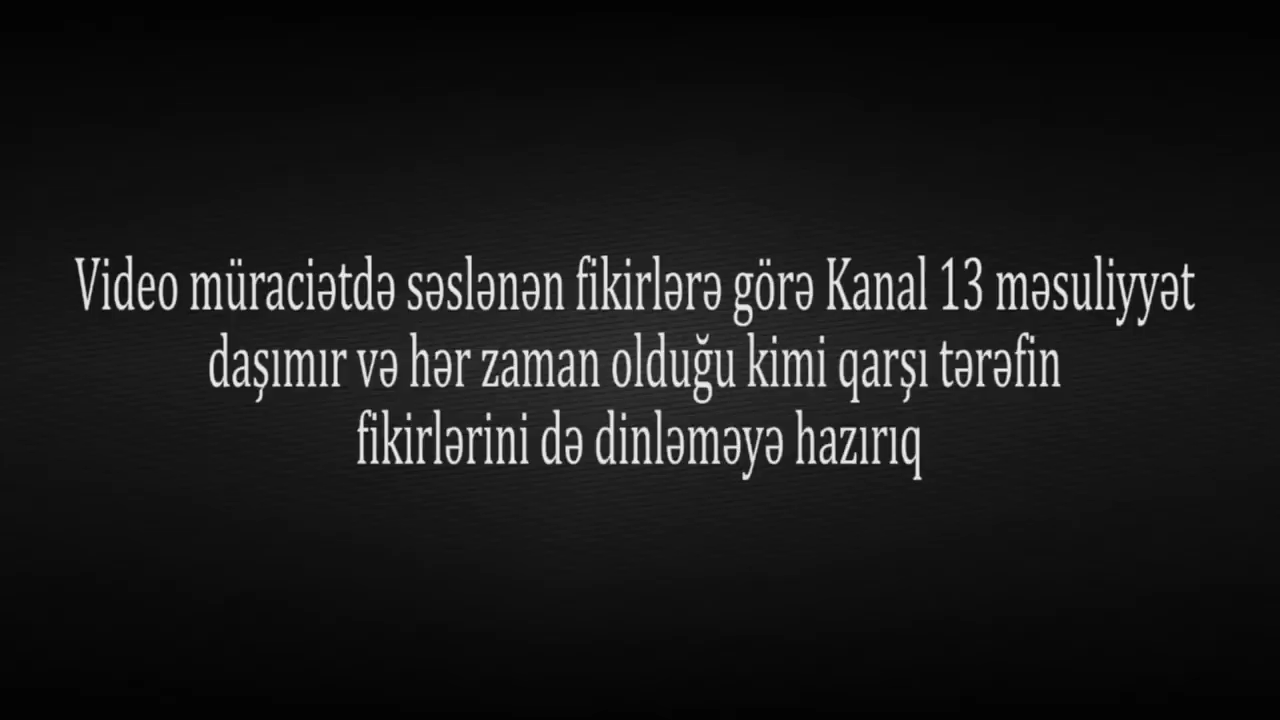 Video müraciətdə səslənən fikirlərə görə Kanal 13 məsuliyyət
daşımır və hər zaman olduğu kimi qarşı tərəfin
fikirlərini də dinləməyə hazırıq